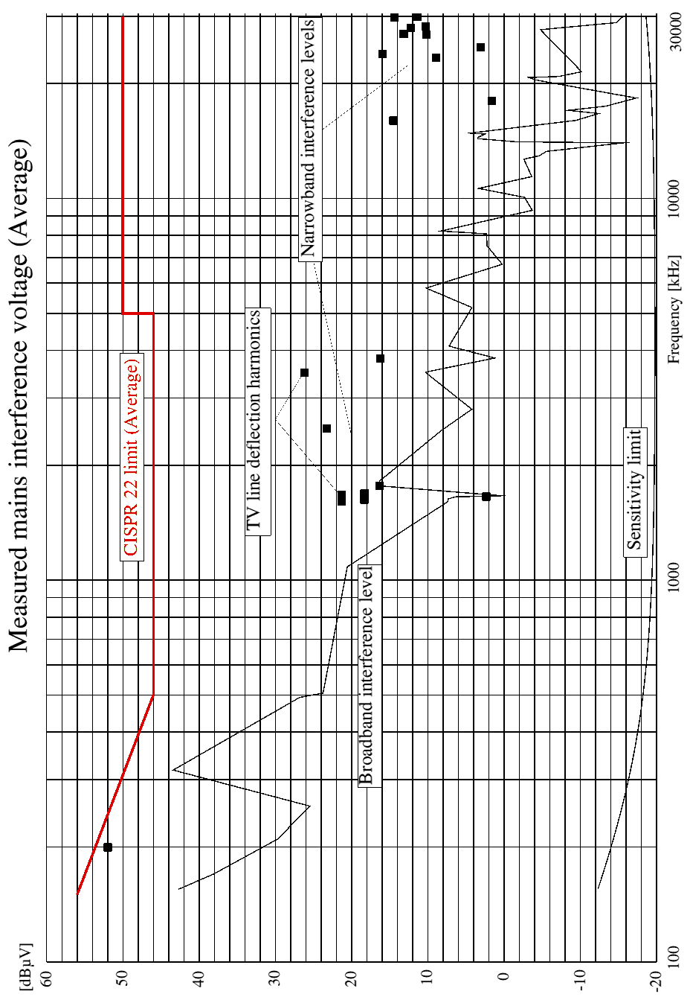 Measured mains interference voltage (Average)
[dBµV]
60
50
40
30
20
10
0
-10
-20
CISPR 22 limit (Average)
TV line deflection harmonics
Narrowband interference levels
Broadband interference level
Sensitivity limit
100
1000
10000
30000
Frequency [kHz]